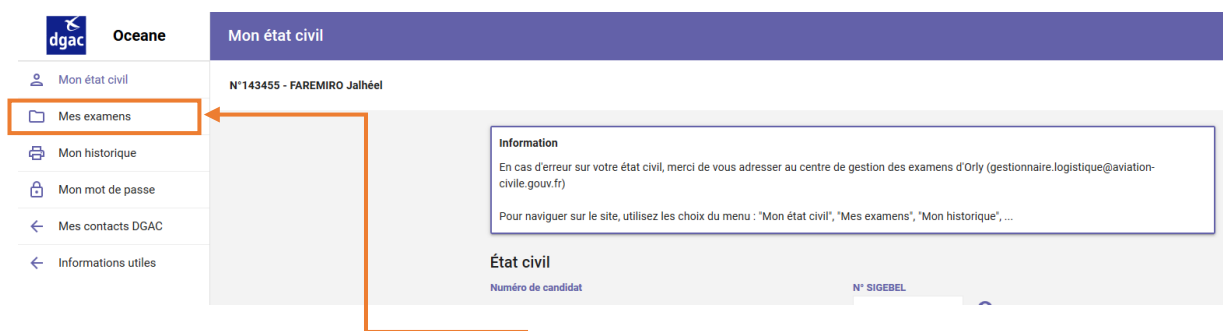 dgac
Oceane
Mon état civil
Mon état civil
Mes examens
Mon historique
Mon mot de passe
Mes contacts DGAC
Informations utiles
N°143455 - FAREMIRO Jalhéel
Information
En cas d'erreur sur votre état civil, merci de vous adresser au centre de gestion des examens d'Orly (gestionnaire.logistique@aviation-
civile.gouv.fr)
Pour naviguer sur le site, utilisez les choix du menu : "Mon état civil", "Mes examens", "Mon historique", ...
État civil
Numéro de candidat
N° SIGEBEL